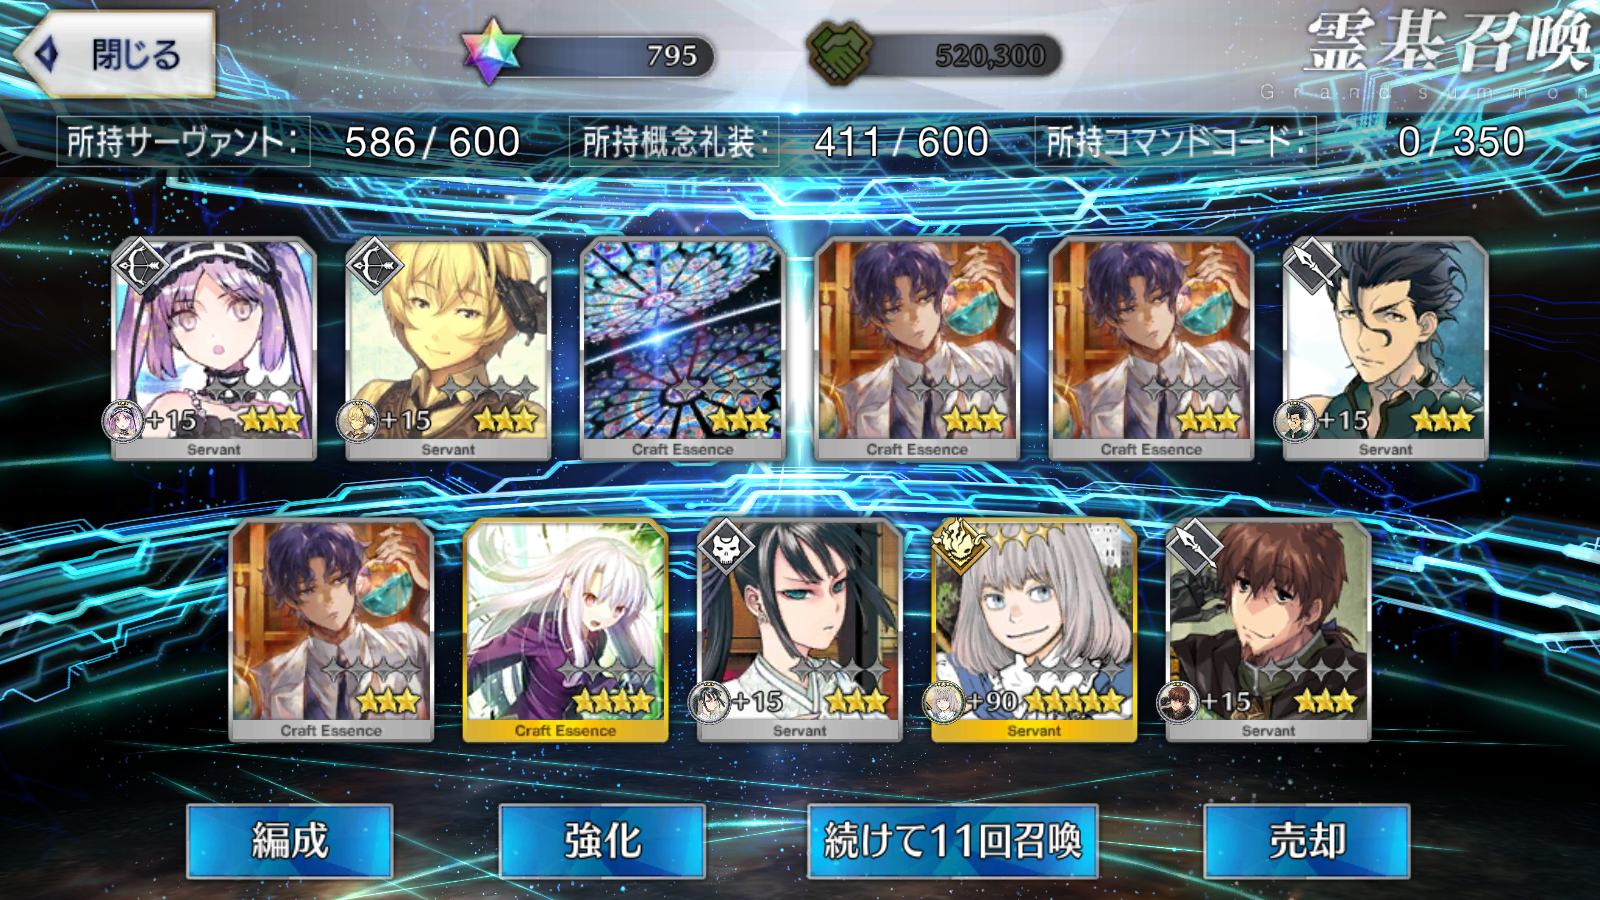 閉じる
795
520,300
霊基召喚
Grand summon
所持サーヴァント: 586 / 600
所持概念礼装: 411 / 600
所持コマンドコード: 0 / 350
+15
Servant
+15
Servant
Craft Essence
Craft Essence
Craft Essence
+15
Servant
Craft Essence
Craft Essence
+15
Servant
+90
Servant
+15
Servant
編成
強化
続けて11回召喚
売却